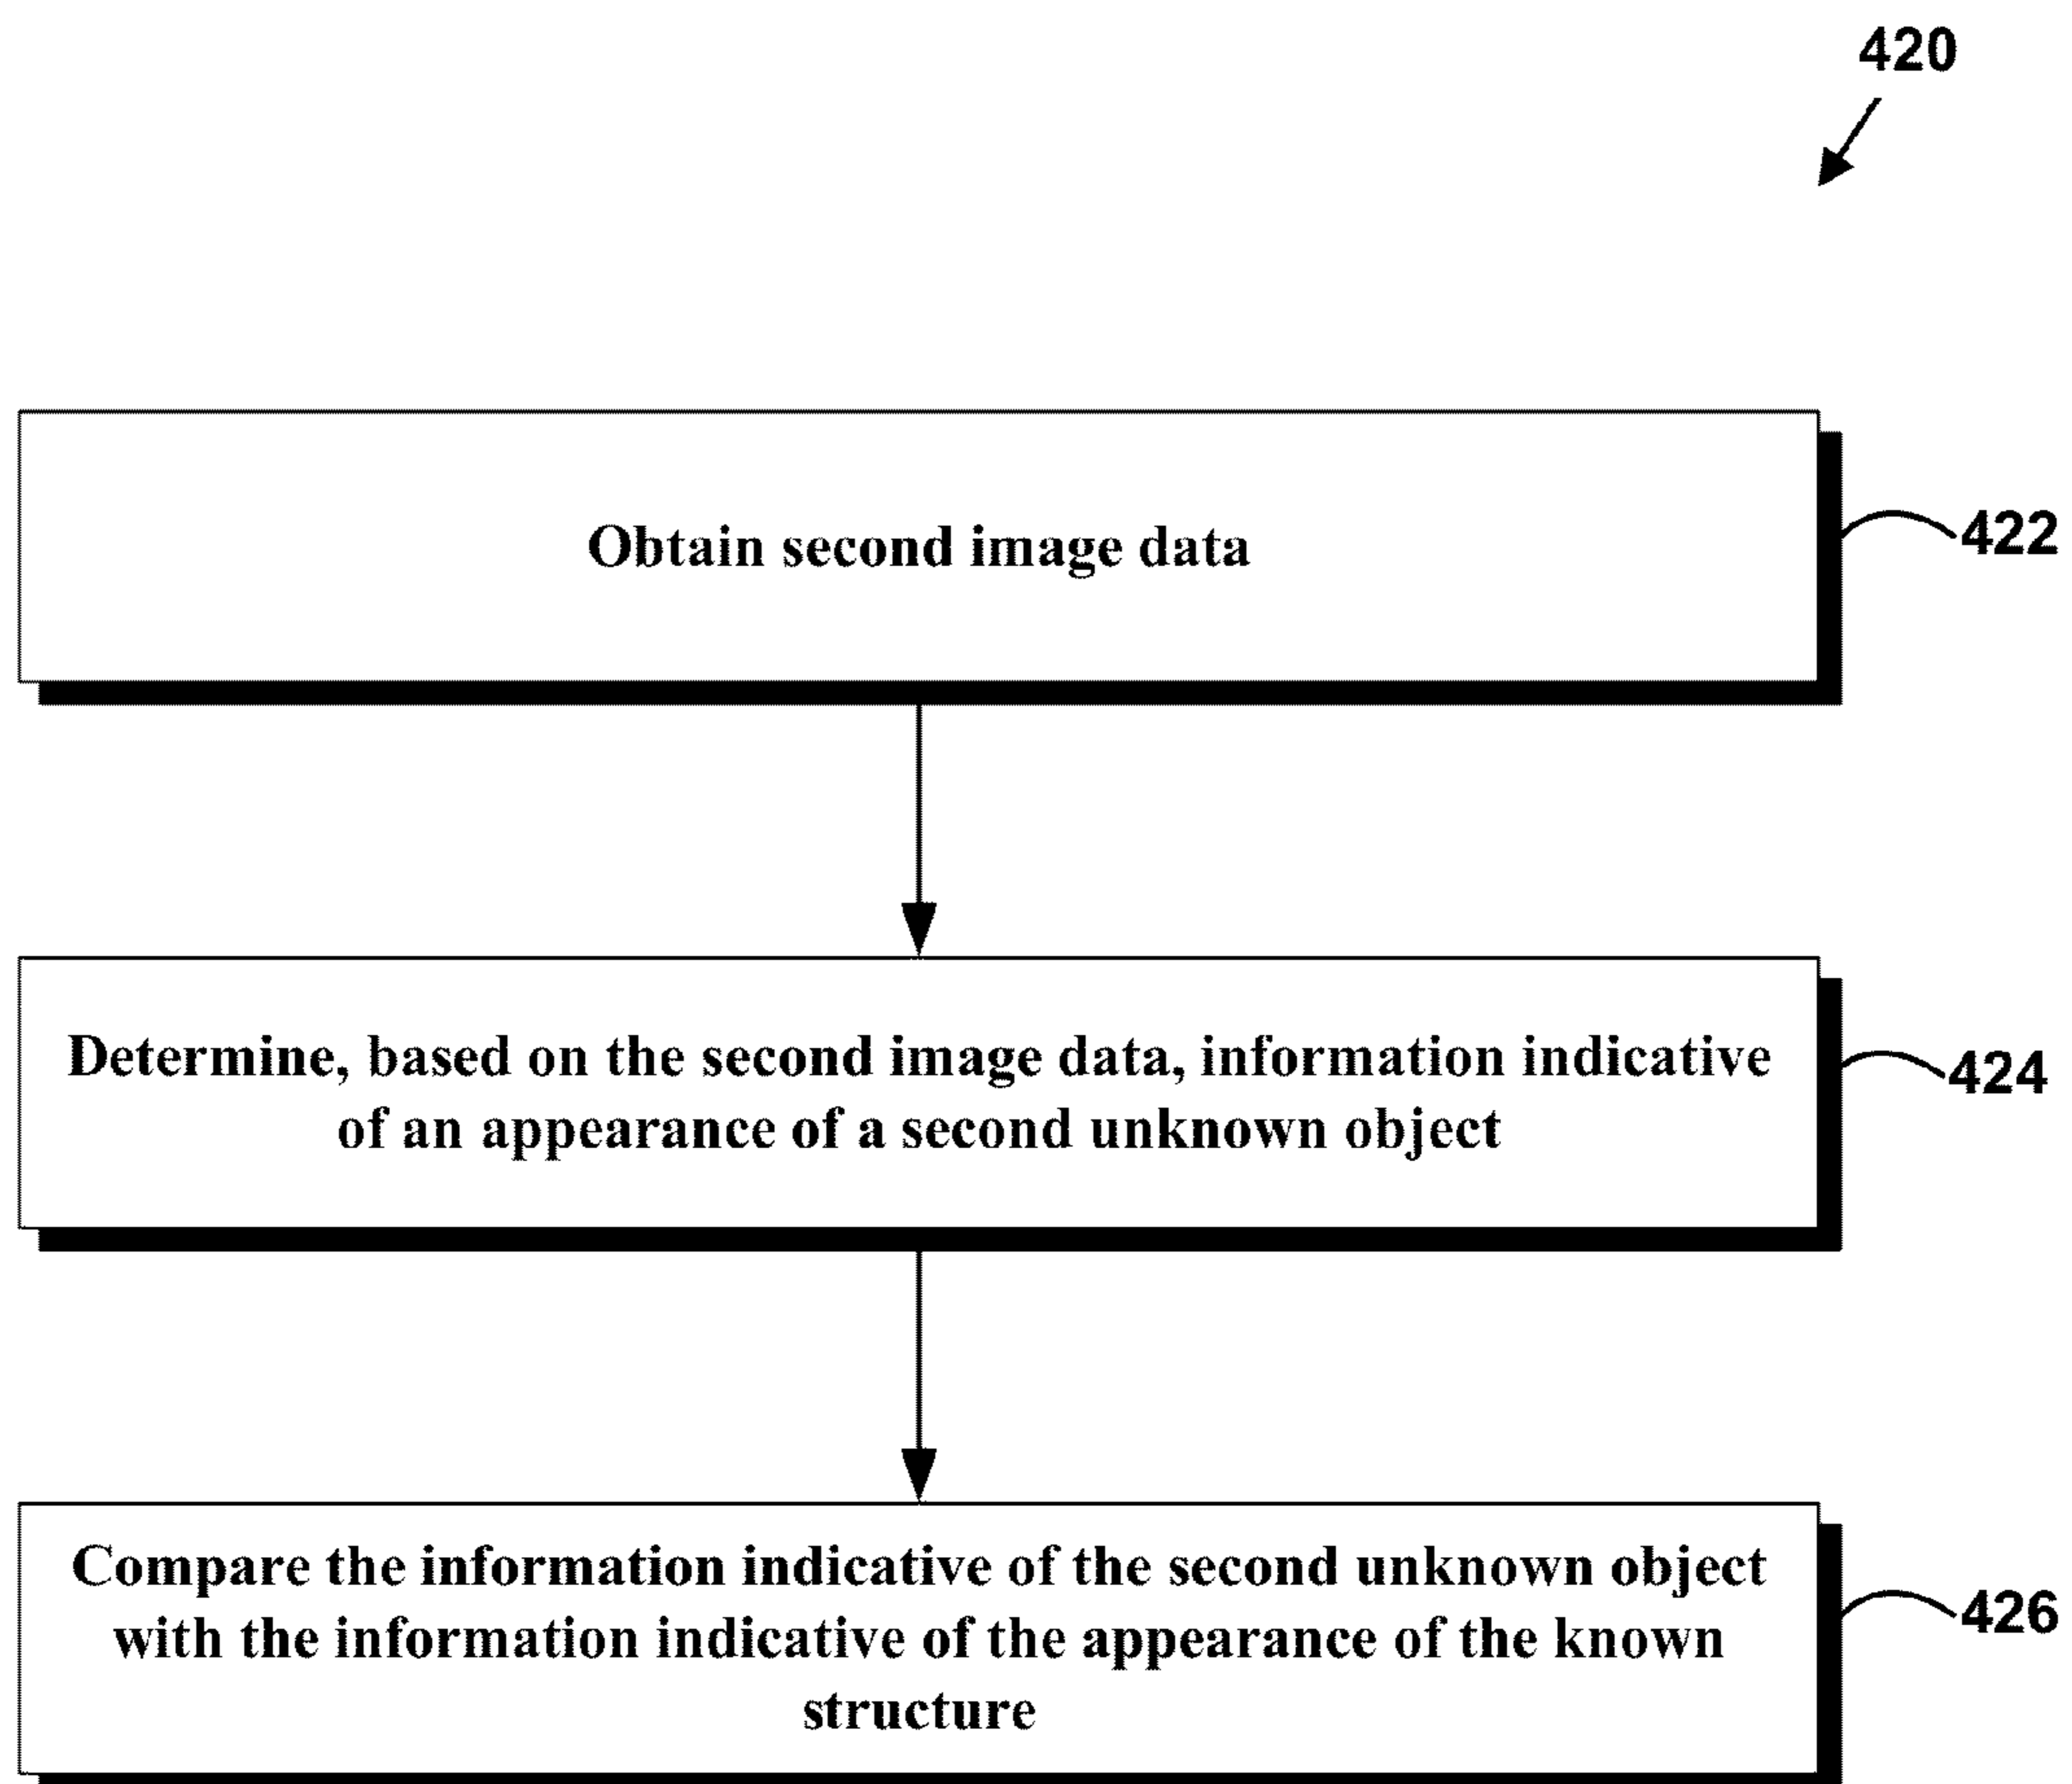 420
Obtain second image data
422
Determine, based on the second image data, information indicative
of an appearance of a second unknown object
424
Compare the information indicative of the second unknown object
with the information indicative of the appearance of the known
structure
426